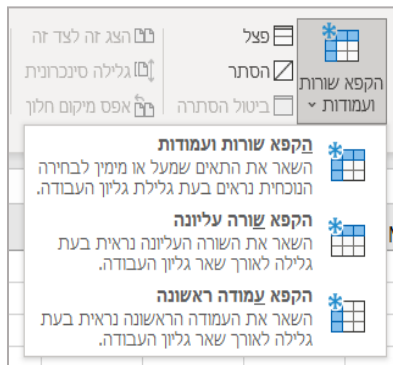 הקפא שורות
ועמודות
פצל
הסתר
ביטול הסתרה
הצג זה לצד זה
גלילה סינכרונית
אפס מיקום חלון
הקפא שורות ועמודות
השאר את התאים שמעל או מימין לבחירה
הנוכחית נראים בעת גלילת גליון העבודה.
הקפא שורה עליונה
השאר את השורה העליונה נראית בעת
גלילה לאורך שאר גליון העבודה.
הקפא עמודה ראשונה
השאר את העמודה הראשונה נראית בעת
גלילה לאורך שאר גליון העבודה.